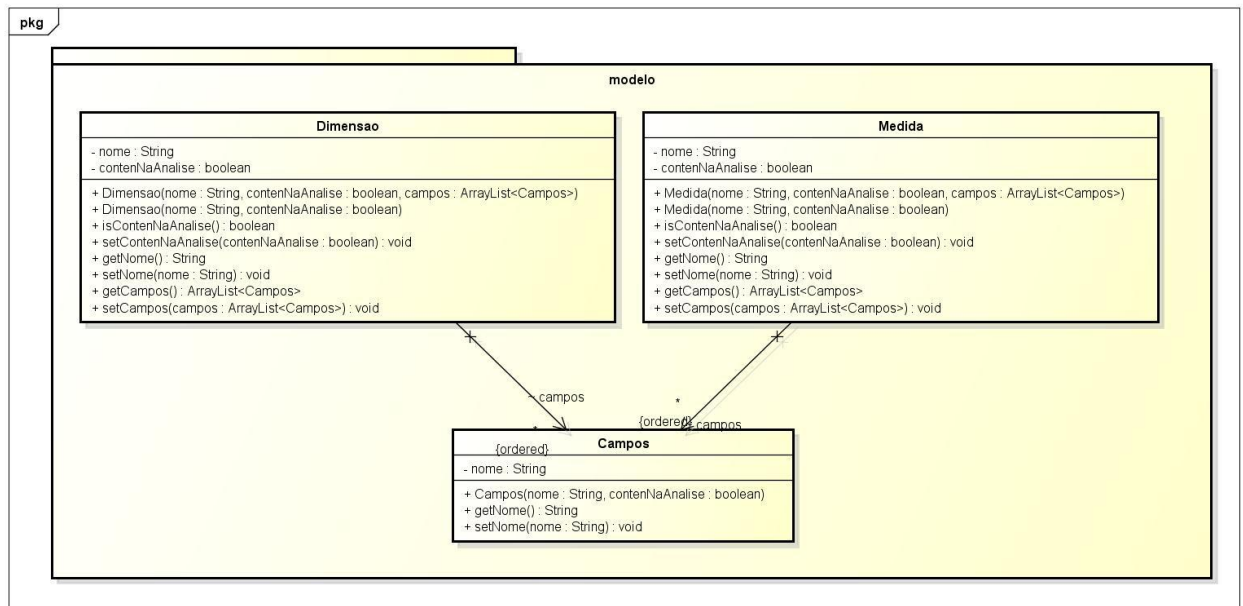 pkg
modelo
Dimensao
- nome : String
- contenNaAnalise : boolean
+ Dimensao(nome : String, contenNaAnalise : boolean, campos : ArrayList<Campos>)
+ Dimensao(nome : String, contenNaAnalise : boolean)
+ isContenNaAnalise() : boolean
+ setContenNaAnalise(contenNaAnalise : boolean) : void
+ getNome() : String
+ setNome(nome : String) : void
+ getCampos() : ArrayList<Campos>
+ setCampos(campos : ArrayList<Campos>) : void
Medida
- nome : String
- contenNaAnalise : boolean
+ Medida(nome : String, contenNaAnalise : boolean, campos : ArrayList<Campos>)
+ Medida(nome : String, contenNaAnalise : boolean)
+ isContenNaAnalise() : boolean
+ setContenNaAnalise(contenNaAnalise : boolean) : void
+ getNome() : String
+ setNome(nome : String) : void
+ getCampos() : ArrayList<Campos>
+ setCampos(campos : ArrayList<Campos>) : void
~ campos
*
{ordered}
*
{ordered}
~ campos
Campos
- nome : String
+ Campos(nome : String, contenNaAnalise : boolean)
+ getNome() : String
+ setNome(nome : String) : void